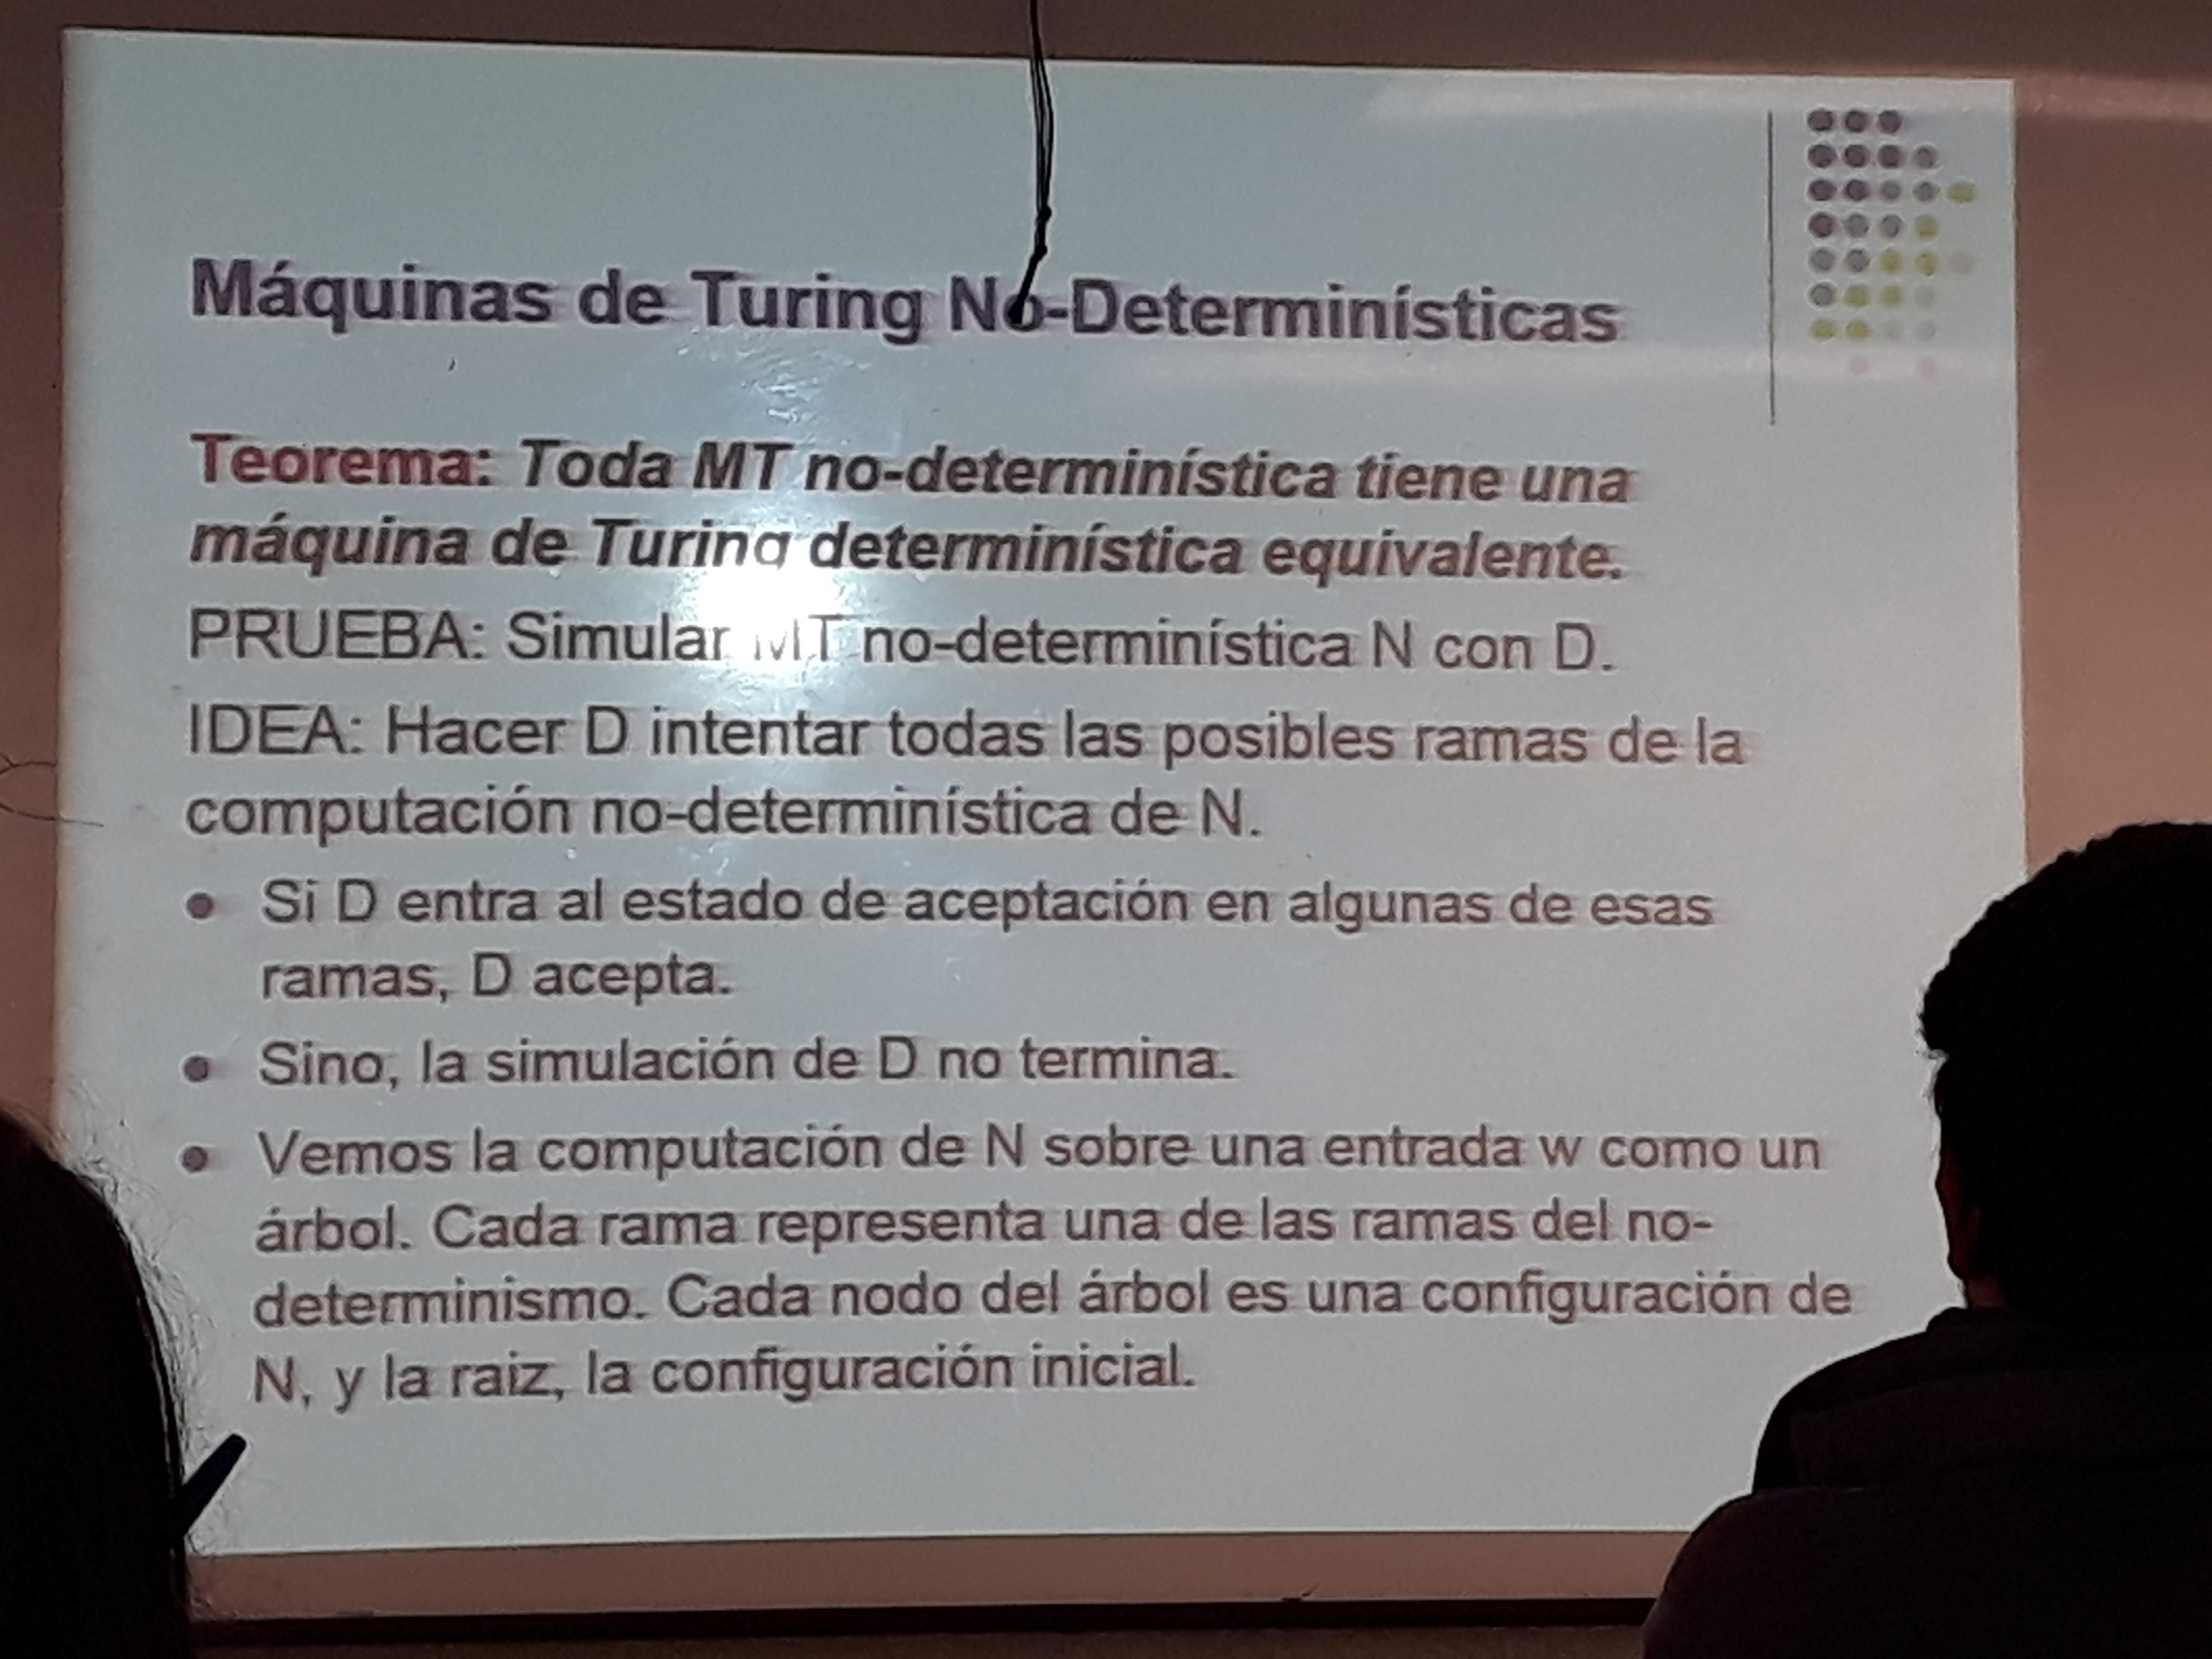 Máquinas de Turing No-Determinísticas
Teorema: Toda MT no-determinística tiene una
máquina de Turing determinística equivalente.
PRUEBA: Simular MT no-determinística N con D.
IDEA: Hacer D intentar todas las posibles ramas de la
computación no-determinística de N.
• Si D entra al estado de aceptación en algunas de esas
ramas, D acepta.
• Sino, la simulación de D no termina.
• Vemos la computación de N sobre una entrada w como un
árbol. Cada rama representa una de las ramas del no-
determinismo. Cada nodo del árbol es una configuración de
N, y la raiz, la configuración inicial.